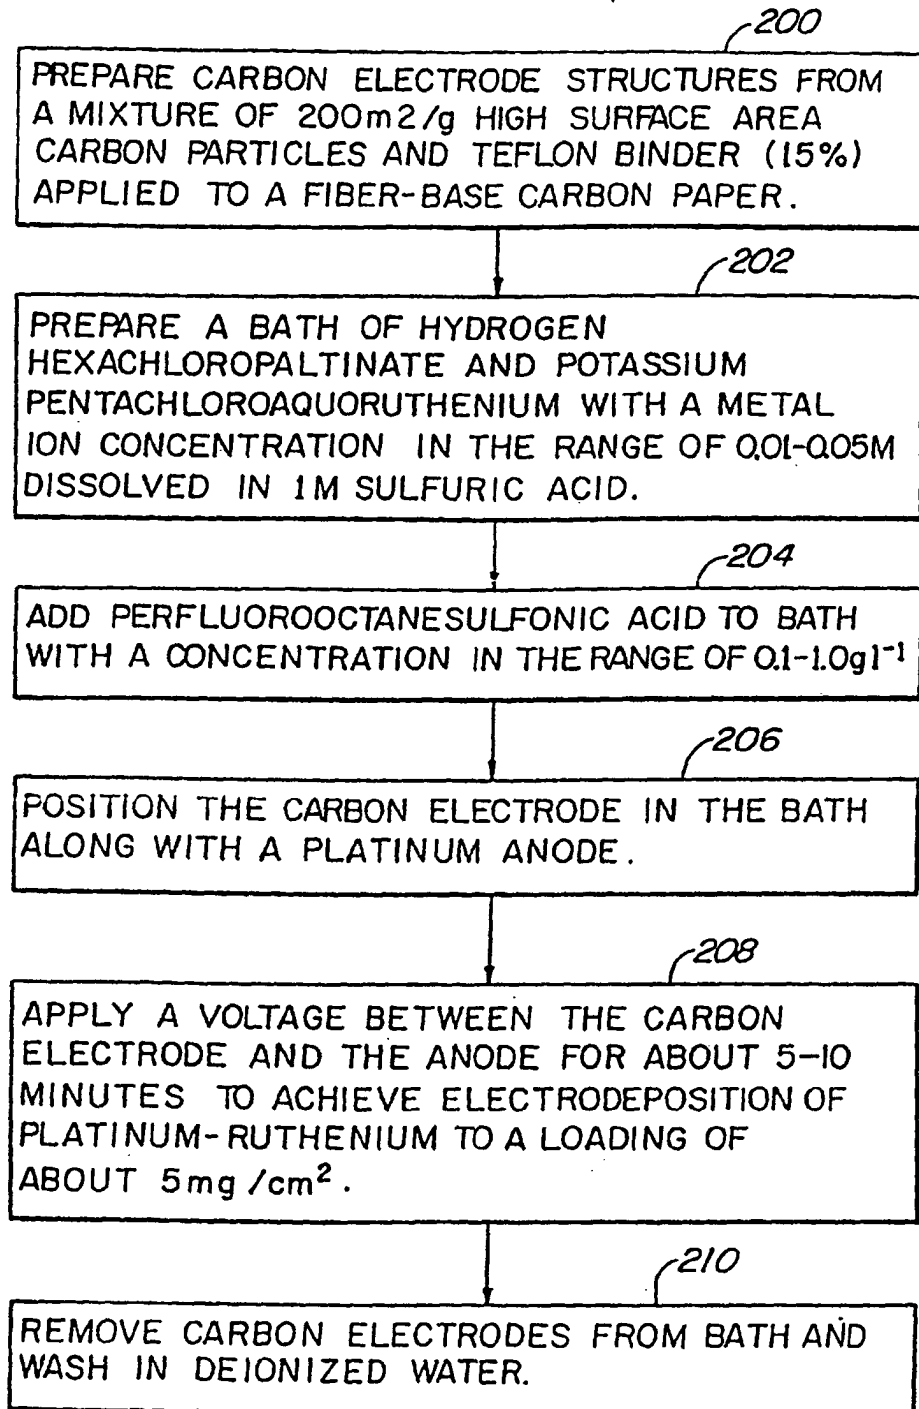 200
PREPARE CARBON ELECTRODE STRUCTURES FROM
A MIXTURE OF 200m2/g HIGH SURFACE AREA
CARBON PARTICLES AND TEFLON BINDER (15%)
APPLIED TO A FIBER-BASE CARBON PAPER.
202
PREPARE A BATH OF HYDROGEN
HEXACHLOROPALTINATE AND POTASSIUM
PENTACHLOROAQUORUTHENIUM WITH A METAL
ION CONCENTRATION IN THE RANGE OF 0.01-0.05M
DISSOLVED IN 1M SULFURIC ACID.
204
ADD PERFLUOROOCTANESULFONIC ACID TO BATH
WITH A CONCENTRATION IN THE RANGE OF 0.1-1.0gl⁻¹
206
POSITION THE CARBON ELECTRODE IN THE BATH
ALONG WITH A PLATINUM ANODE.
208
APPLY A VOLTAGE BETWEEN THE CARBON
ELECTRODE AND THE ANODE FOR ABOUT 5-10
MINUTES TO ACHIEVE ELECTRODEPOSITION OF
PLATINUM-RUTHENIUM TO A LOADING OF
ABOUT 5mg/cm².
210
REMOVE CARBON ELECTRODES FROM BATH AND
WASH IN DEIONIZED WATER.